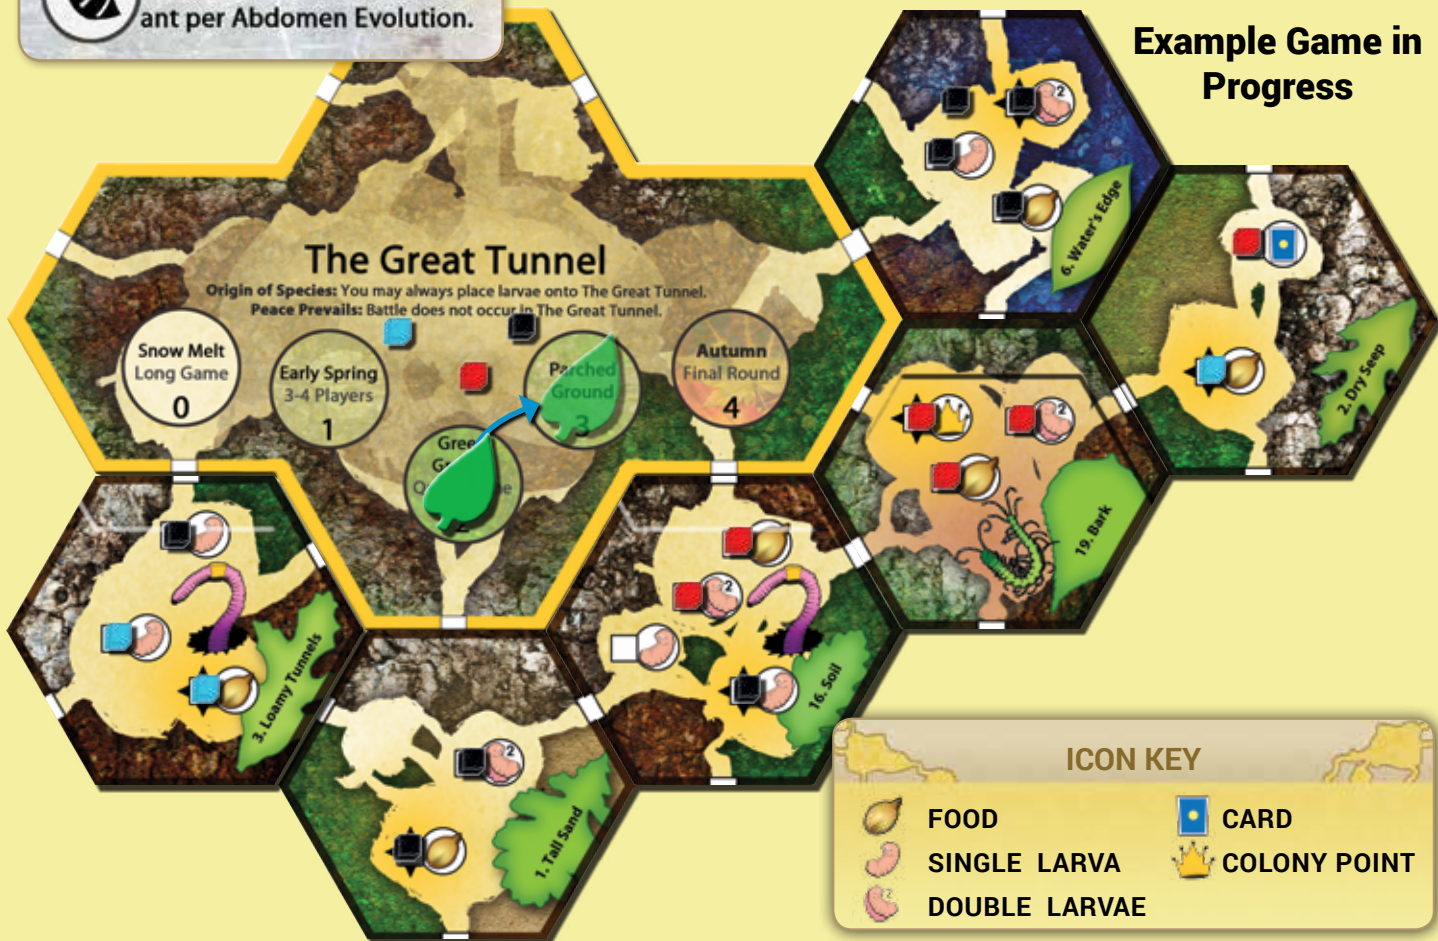 ant per Abdomen Evolution.
Example Game in
Progress
The Great Tunnel
Origin of Species: You may always place larvae onto The Great Tunnel.
Peace Prevails: Battle does not occur in The Great Tunnel.
Snow Melt
Long Game
0
Early Spring
3-4 Players
1
Parched
Ground
3
Autumn
Final Round
4
2
2
2
2
6. Water's Edge
2. Dry Seep
19. Bark
3. Loamy Tunnels
16. Soil
1. Tall Sand
ICON KEY
FOOD
CARD
SINGLE LARVA
COLONY POINT
DOUBLE LARVAE